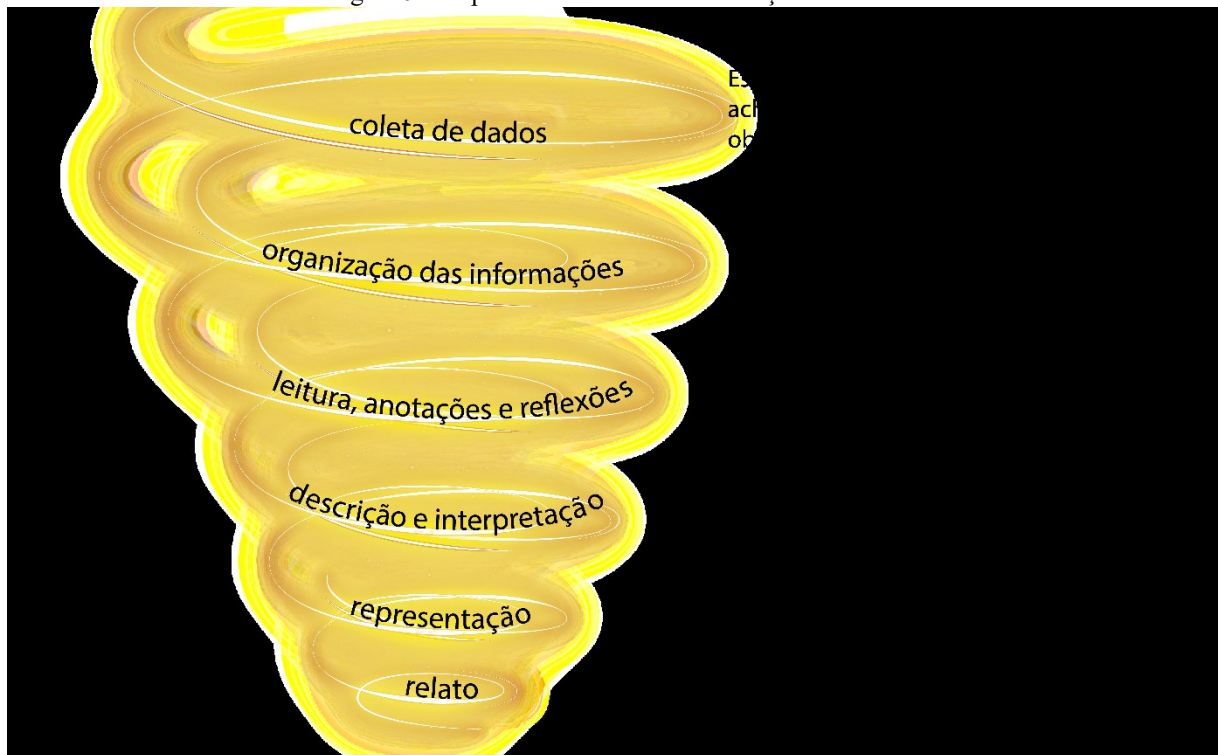 coleta de dados
organização das informações
leitura, anotações e reflexões
descrição e interpretação
representação
relato